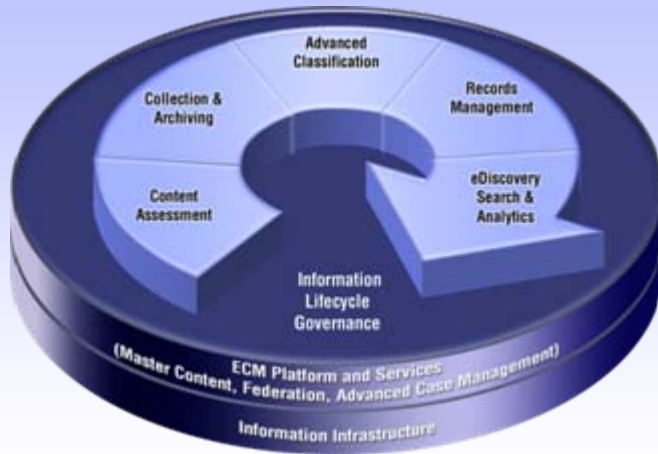 Advanced
Classification
Collection &
Archiving
Records
Management
Content
Assessment
eDiscovery
Search &
Analytics
Information
Lifecycle
Governance
ECM Platform and Services
(Master Content, Federation, Advanced Case Management)
Information Infrastructure